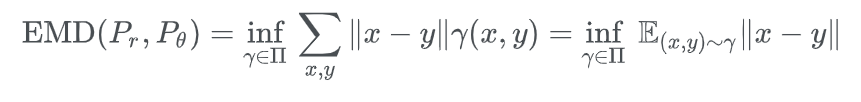 EMD(P_r, P_θ) = inf_{γ∈Π} ∑_{x,y} ‖x − y‖γ(x, y) = inf_{γ∈Π} 𝔼_{(x,y)∼γ}‖x − y‖